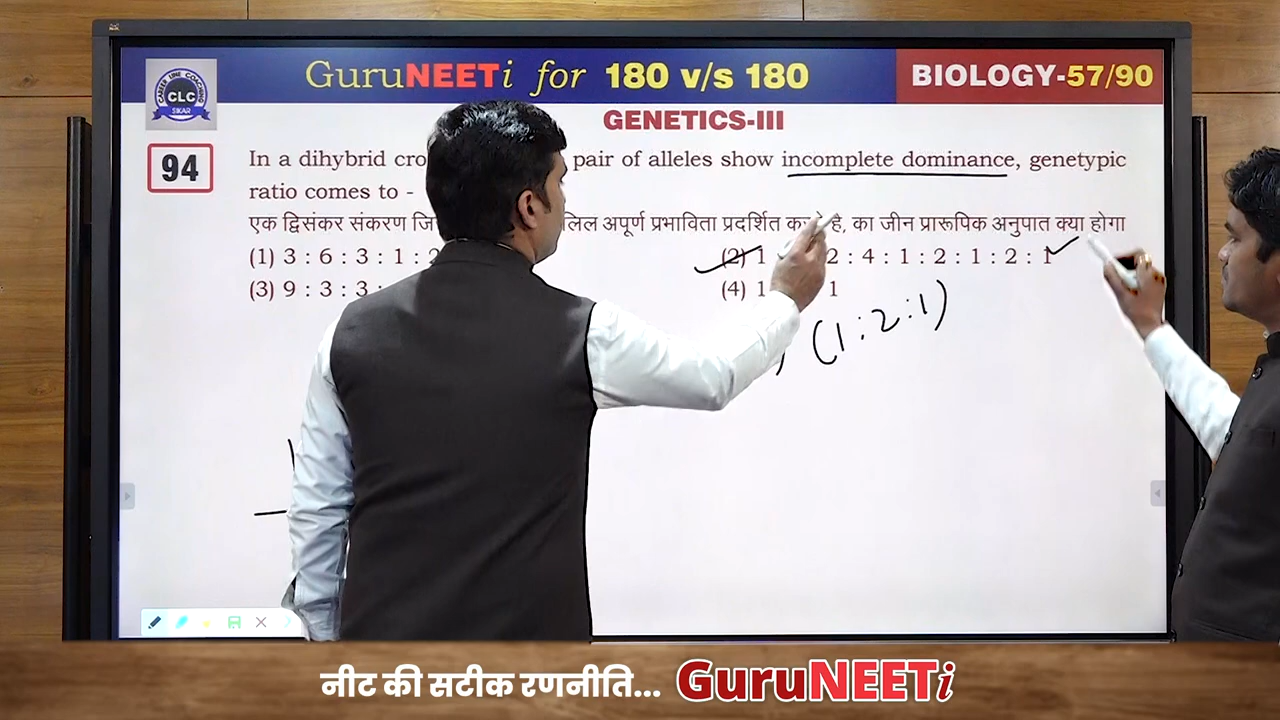 GuruNEETi for 180 v/s 180
BIOLOGY-57/90
CAREER LINE COACHING
CLC
SIKAR
GENETICS-III
94
In a dihybrid pair of alleles show incomplete dominance, genetypic
ratio comes to -
एक द्विसंकर संकरण अपूर्ण प्रभाविता प्रदर्शित है, का जीन प्रारूपिक अनुपात क्या होगा
(1) 3 : 6 : 3 : 1 :
(2) 1 2 : 4 : 1 : 2 : 1 : 2 : 1
(3) 9 : 3 : 3 :
(4) 1 1
(1:2:1)
नीट की सटीक रणनीति... GuruNEETi